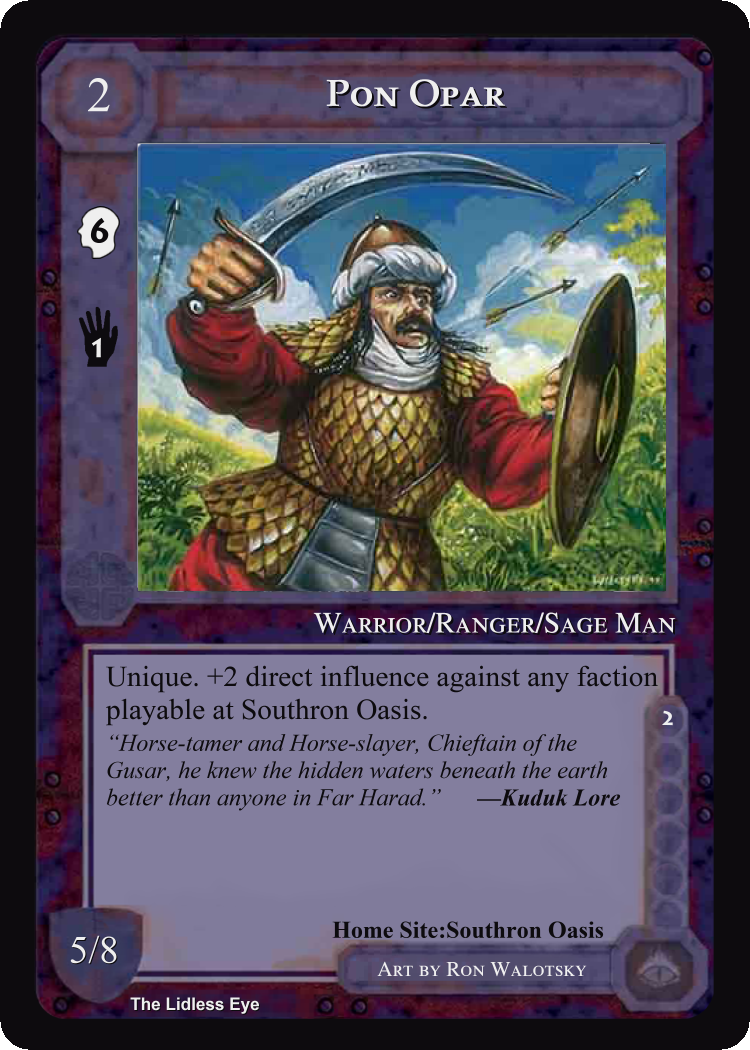 2
Pon Opar
6
1
Warrior/Ranger/Sage Man
Unique. +2 direct influence against any faction
playable at Southron Oasis.
“Horse-tamer and Horse-slayer, Chieftain of the
Gusar, he knew the hidden waters beneath the earth
better than anyone in Far Harad.” —Kuduk Lore
2
Home Site:Southron Oasis
5/8
Art by Ron Walotsky
The Lidless Eye